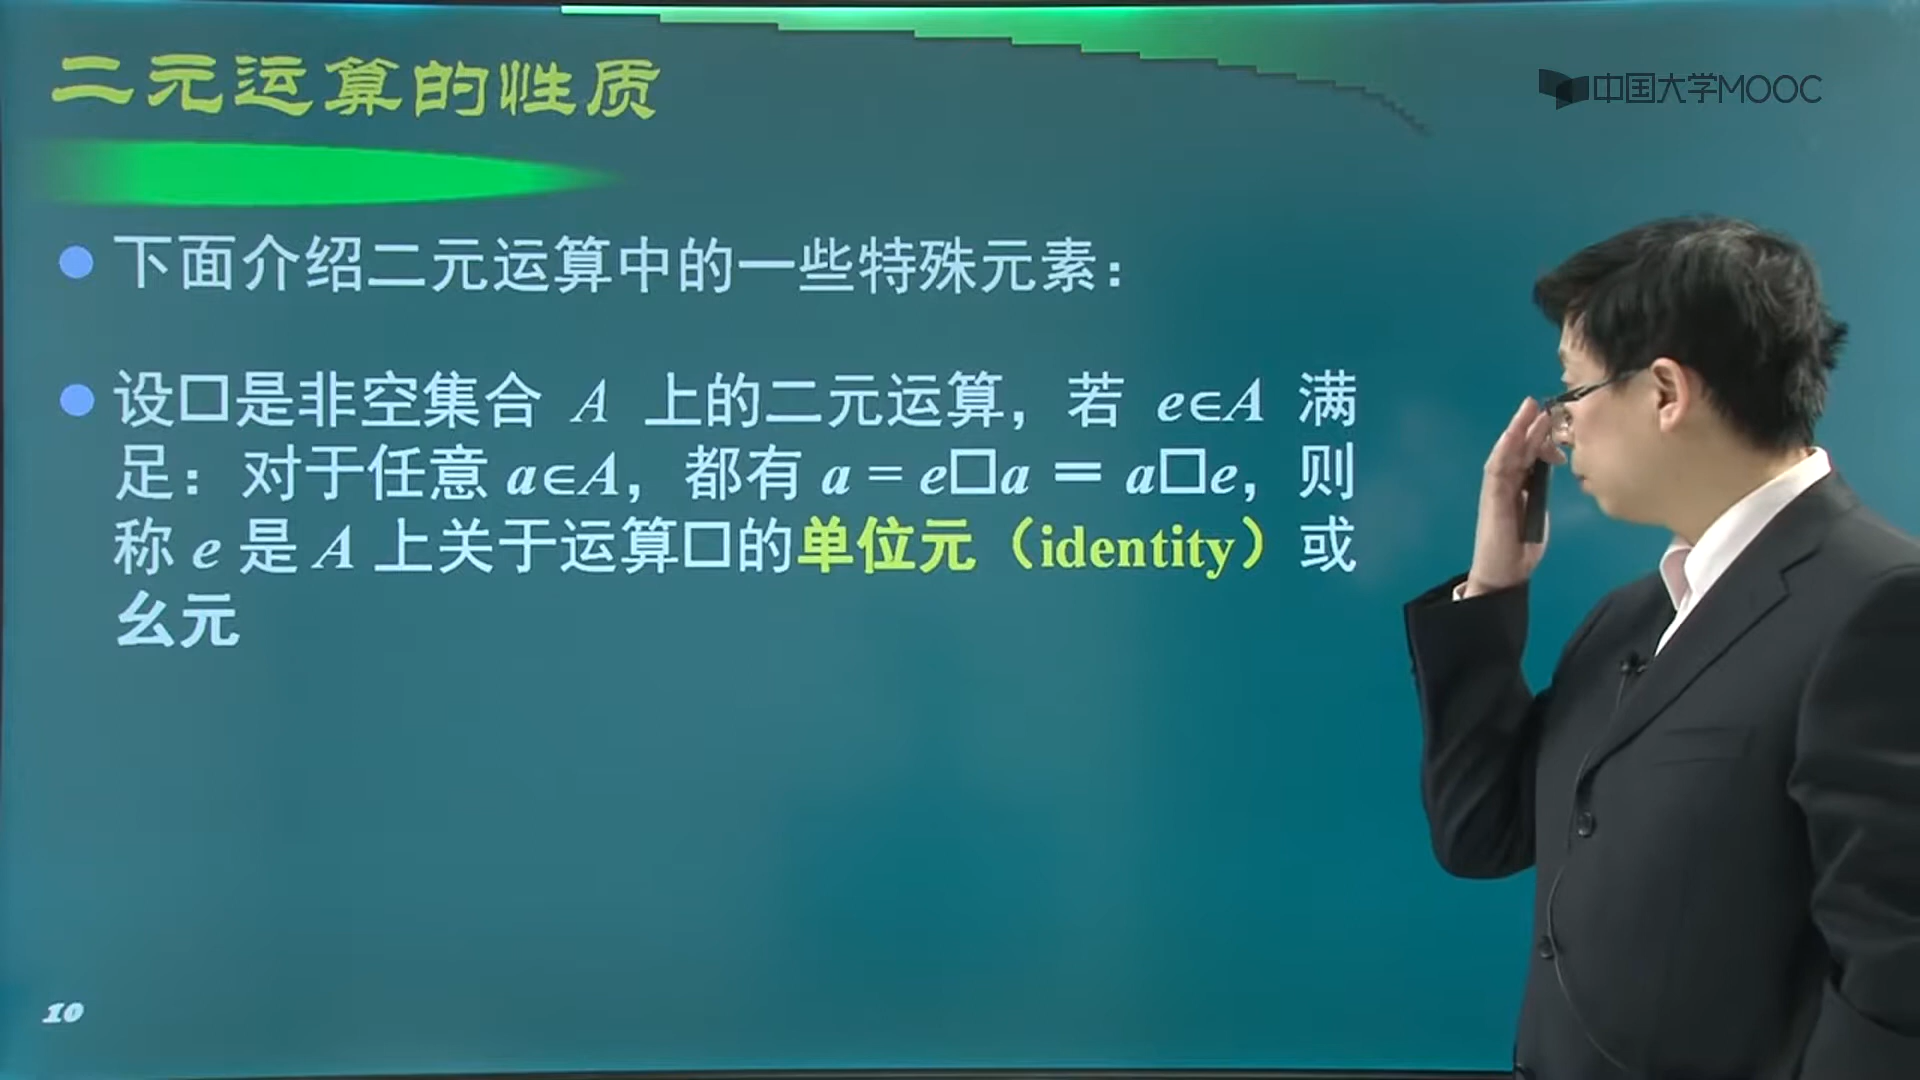 二元运算的性质
中国大学MOOC
下面介绍二元运算中的一些特殊元素：
设□是非空集合 A 上的二元运算，若 e∈A 满
足：对于任意 a∈A，都有 a = e□a = a□e，则
称 e 是 A 上关于运算□的单位元（identity）或
幺元
10